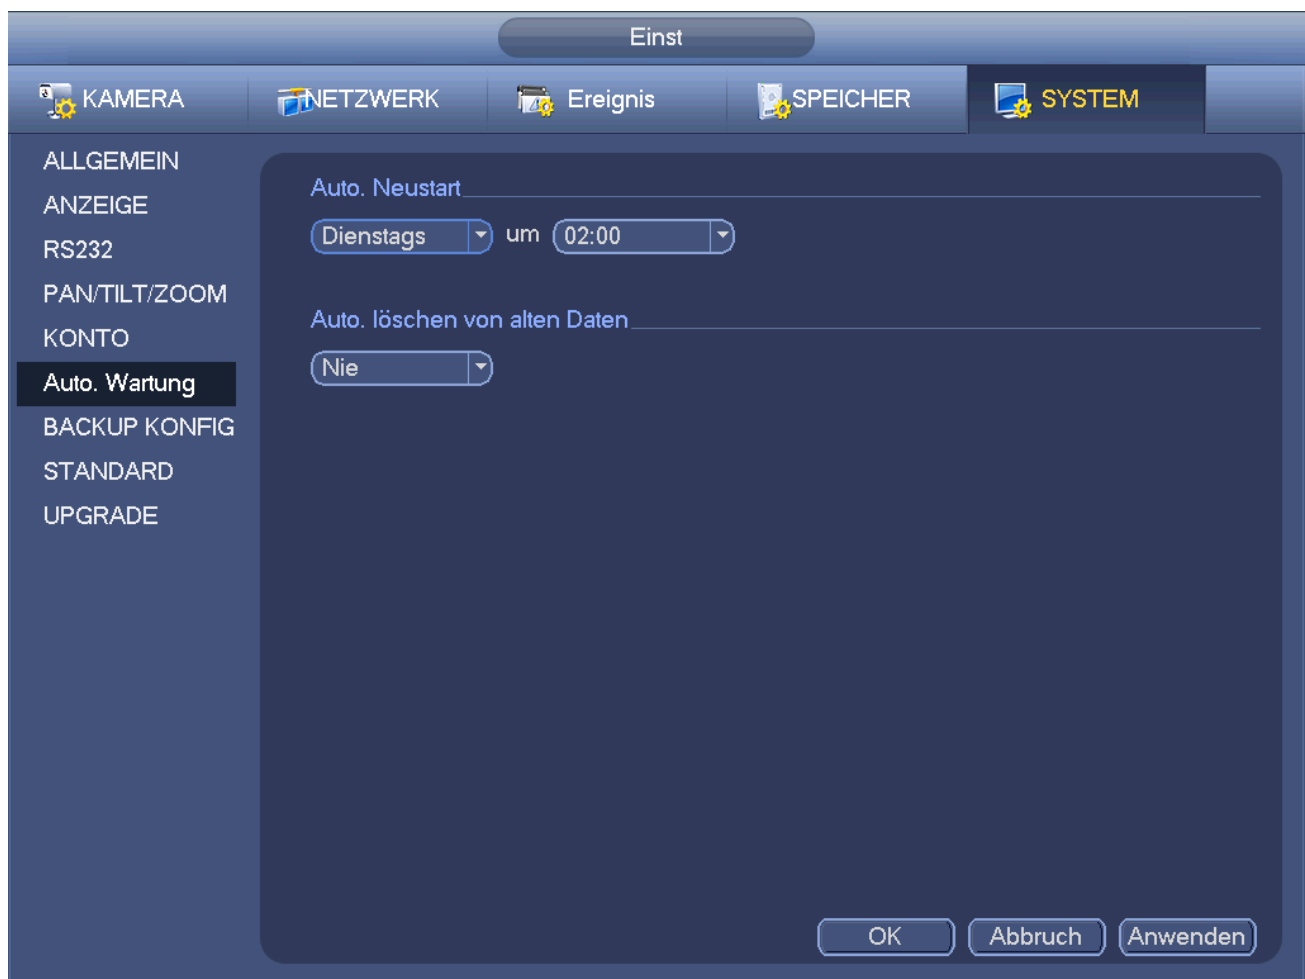 Einst
KAMERA NETZWERK Ereignis SPEICHER SYSTEM
ALLGEMEIN
ANZEIGE
RS232
PAN/TILT/ZOOM
KONTO
Auto. Wartung
BACKUP KONFIG
STANDARD
UPGRADE
Auto. Neustart
Dienstags um 02:00
Auto. löschen von alten Daten
Nie
OK Abbruch Anwenden